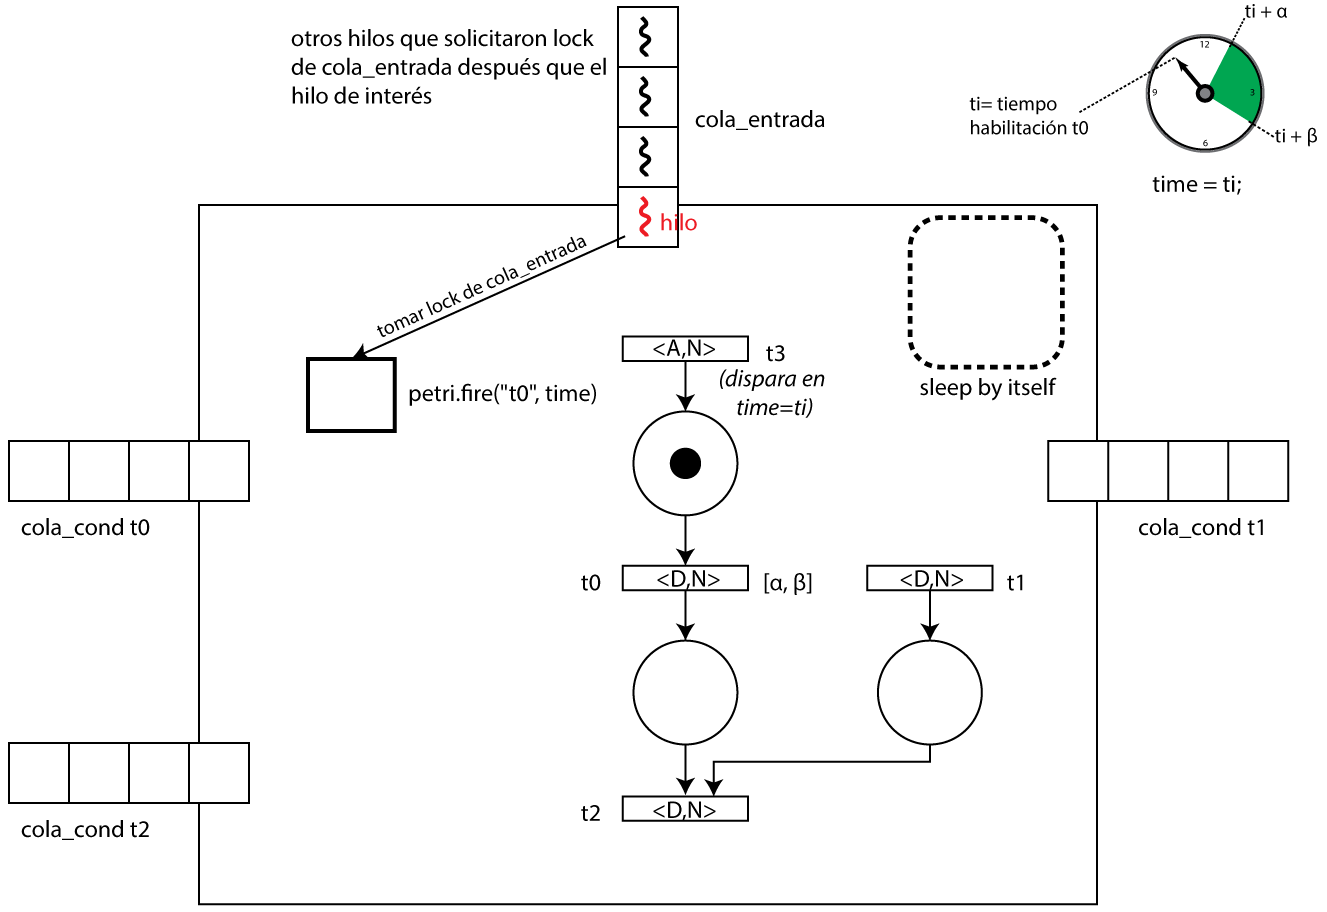 otros hilos que solicitaron lock
de cola_entrada después que el
hilo de interés
cola_entrada
hilo
tomar lock de cola_entrada
ti + α
12
9
3
6
ti= tiempo
habilitación t0
ti + β
time = ti;
sleep by itself
petri.fire("t0", time)
<A,N>
t3
(dispara en
time=ti)
cola_cond t0
cola_cond t1
t0
<D,N>
[α, β]
<D,N>
t1
t2
<D,N>
cola_cond t2